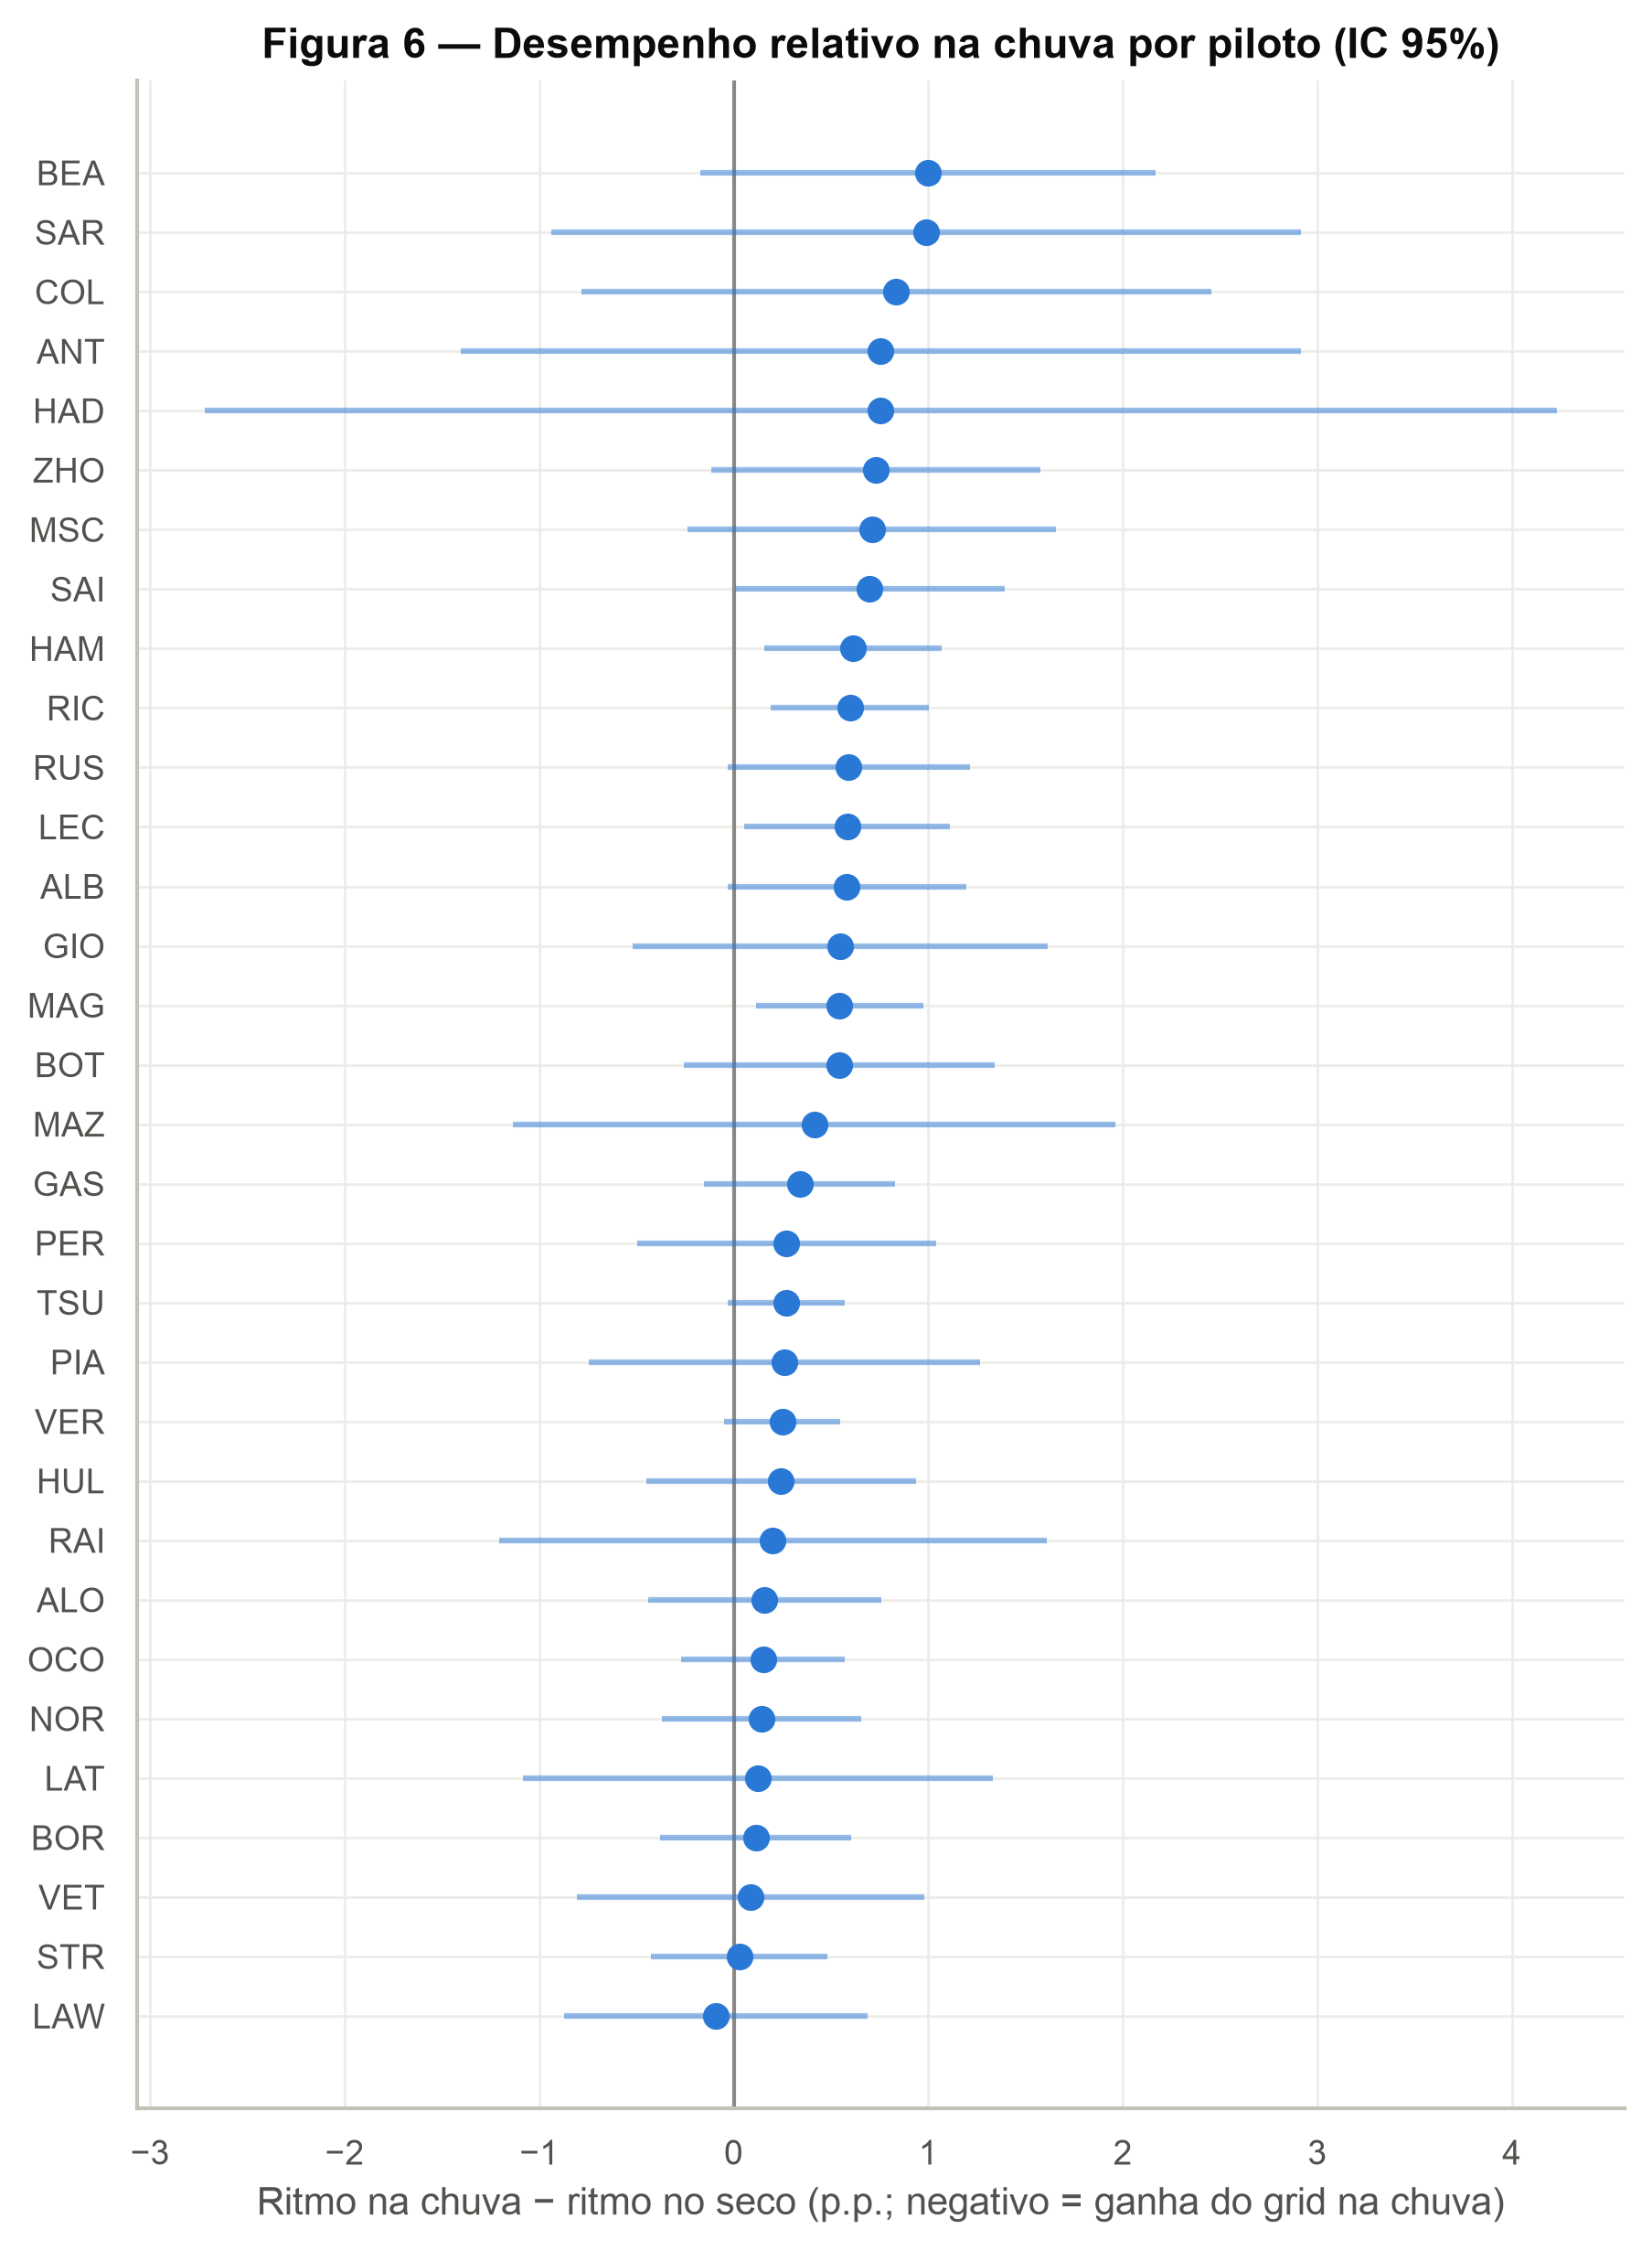 Figura 6 — Desempenho relativo na chuva por piloto (IC 95%)
BEA
SAR
COL
ANT
HAD
ZHO
MSC
SAI
HAM
RIC
RUS
LEC
ALB
GIO
MAG
BOT
MAZ
GAS
PER
TSU
PIA
VER
HUL
RAI
ALO
OCO
NOR
LAT
BOR
VET
STR
LAW
−3 −2 −1 0 1 2 3 4
Ritmo na chuva − ritmo no seco (p.p.; negativo = ganha do grid na chuva)